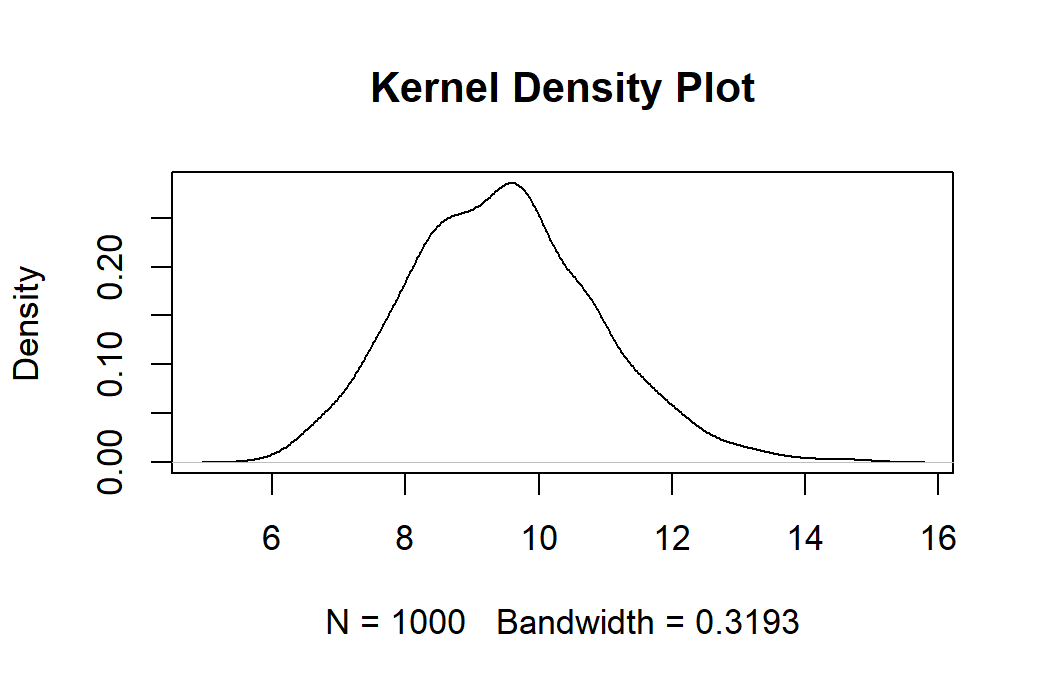 Kernel Density Plot
Density
0.20
0.10
0.00
6 8 10 12 14 16
N = 1000 Bandwidth = 0.3193